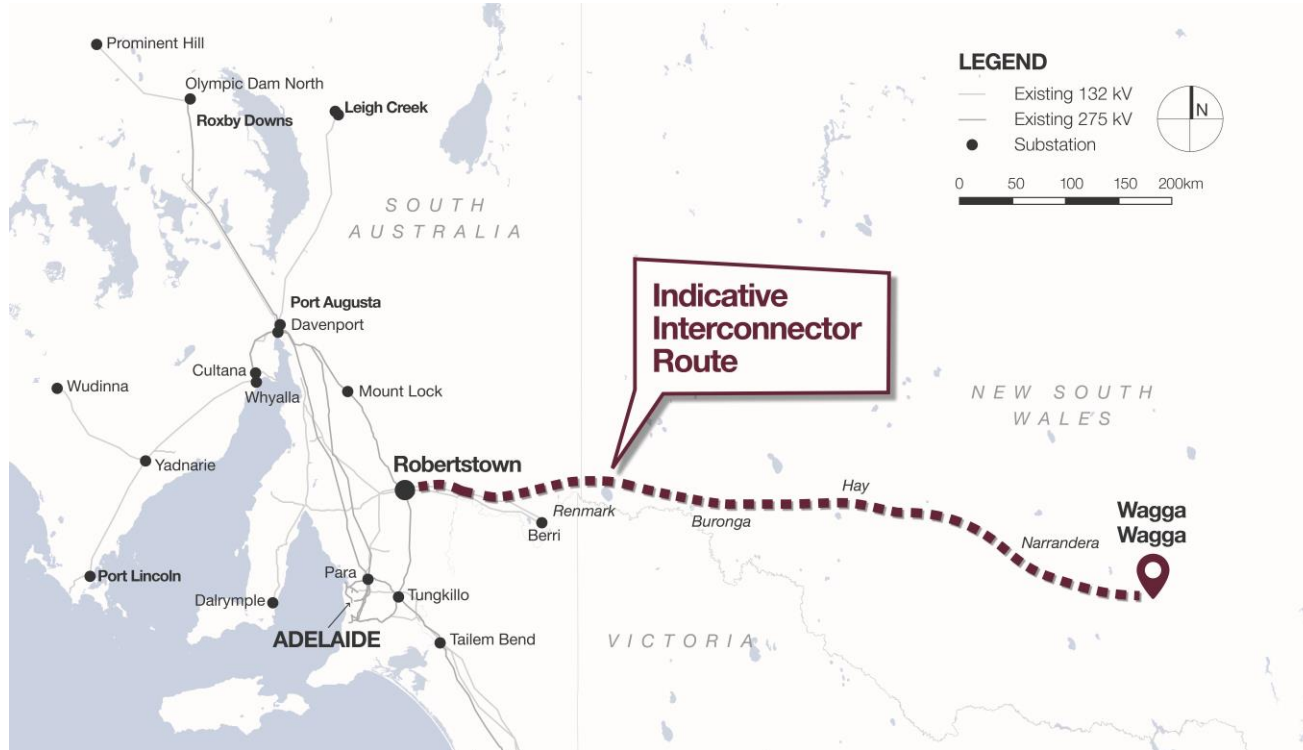 Prominent Hill
Olympic Dam North
Roxby Downs
Leigh Creek
SOUTH
AUSTRALIA
LEGEND
Existing 132 kV
Existing 275 kV
Substation
N
0 50 100 150 200km
Port Augusta
Davenport
Cultana
Whyalla
Wudinna
Mount Lock
Yadnarie
Indicative
Interconnector
Route
NEW SOUTH
WALES
Robertstown
Renmark
Berri
Buronga
Hay
Narrandera
Wagga
Wagga
Port Lincoln
Para
Dalrymple
Tungkillo
ADELAIDE
Tailem Bend
VICTORIA